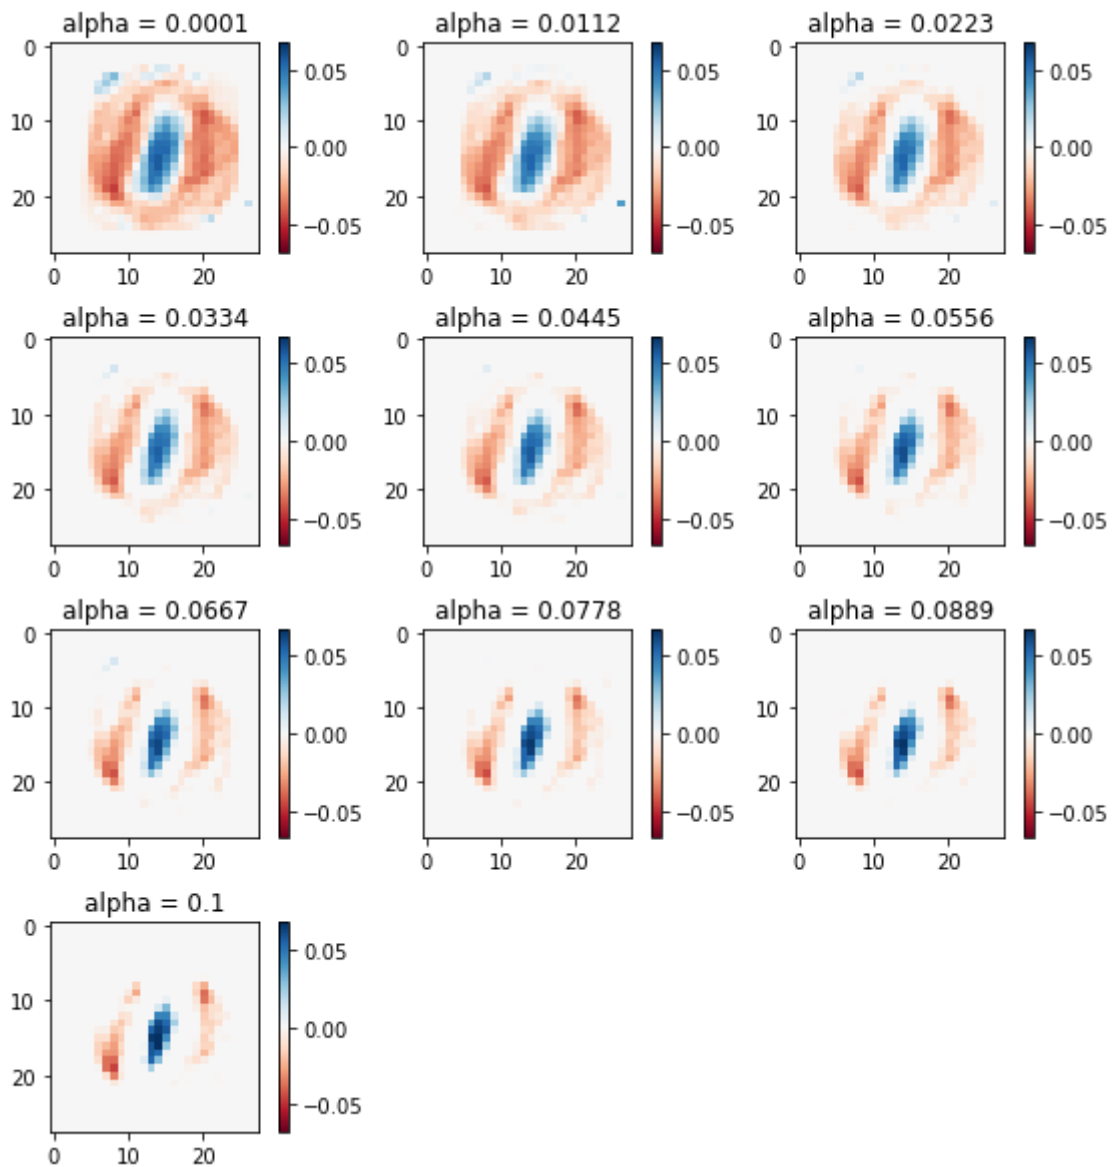 alpha = 0.0001 alpha = 0.0112 alpha = 0.0223
0 0.05 0 0.05 0 0.05
10 0.00 10 0.00 10 0.00
20 −0.05 20 −0.05 20 −0.05
0 10 20 0 10 20 0 10 20
alpha = 0.0334 alpha = 0.0445 alpha = 0.0556
0 0.05 0 0.05 0 0.05
10 0.00 10 0.00 10 0.00
20 −0.05 20 −0.05 20 −0.05
0 10 20 0 10 20 0 10 20
alpha = 0.0667 alpha = 0.0778 alpha = 0.0889
0 0.05 0 0.05 0 0.05
10 0.00 10 0.00 10 0.00
20 −0.05 20 −0.05 20 −0.05
0 10 20 0 10 20 0 10 20
alpha = 0.1
0 0.05
10 0.00
20 −0.05
0 10 20